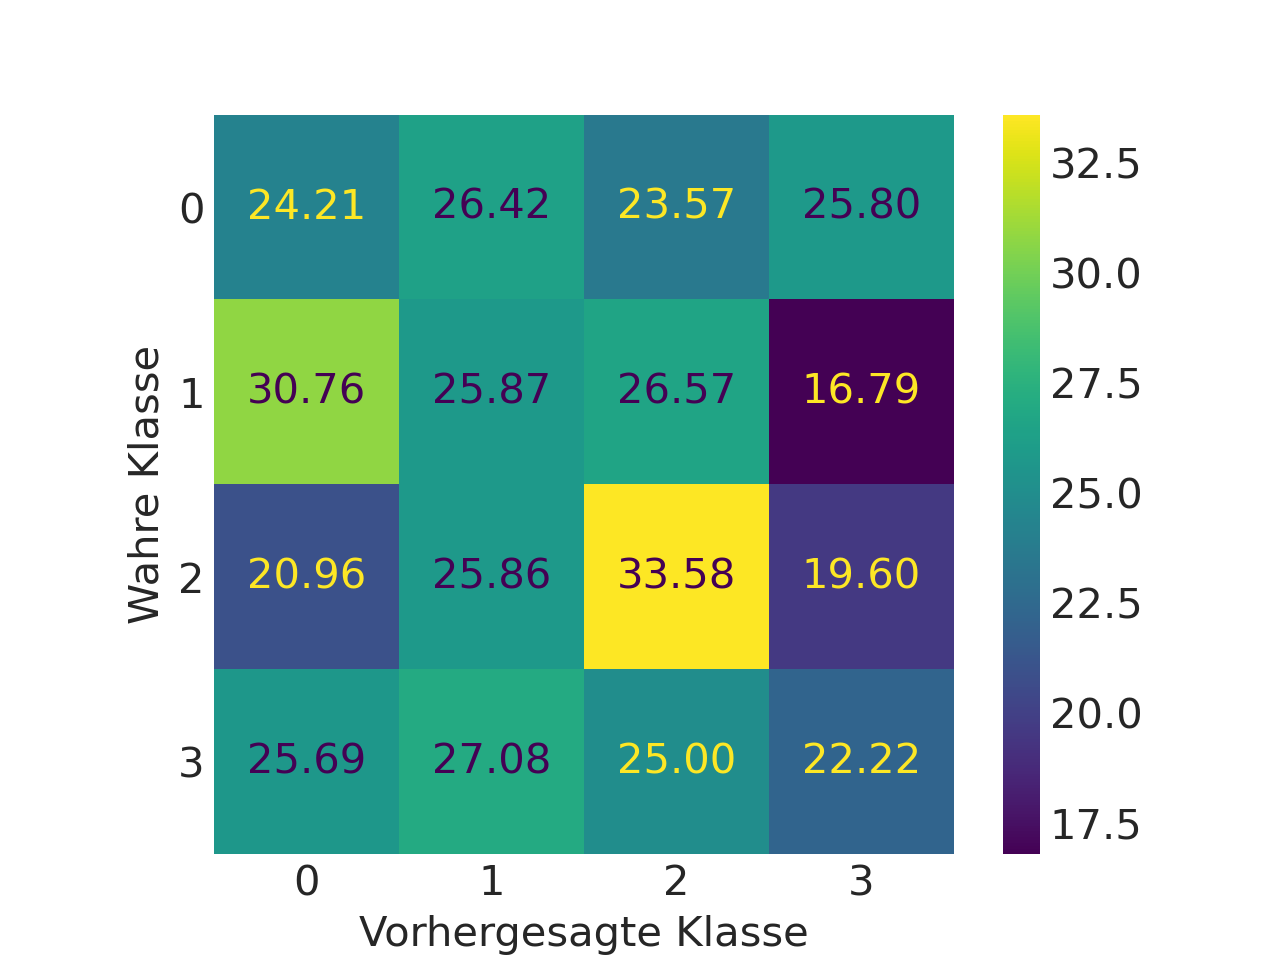 0 24.21 26.42 23.57 25.80
1 30.76 25.87 26.57 16.79
2 20.96 25.86 33.58 19.60
3 25.69 27.08 25.00 22.22
0 1 2 3
Vorhergesagte Klasse
Wahre Klasse
32.5
30.0
27.5
25.0
22.5
20.0
17.5